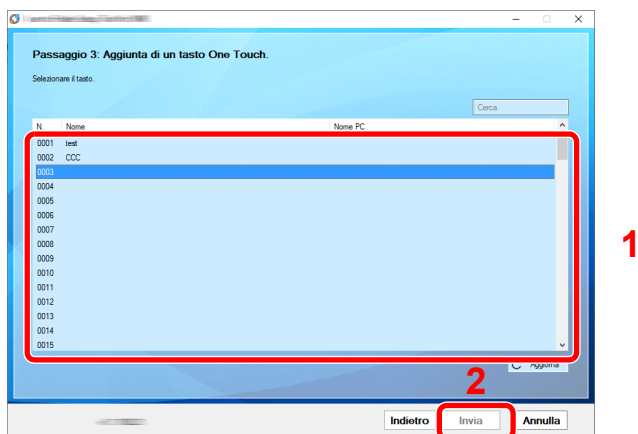 Passaggio 3: Aggiunta di un tasto One Touch.
Selezionare il tasto.
Cerca
N. Nome Nome PC
0001 test
0002 CCC
0003
0004
0005
0006
0007
0008
0009
0010
0011
0012
0013
0014
0015
1
Aggiorna
2
Indietro Invia Annulla